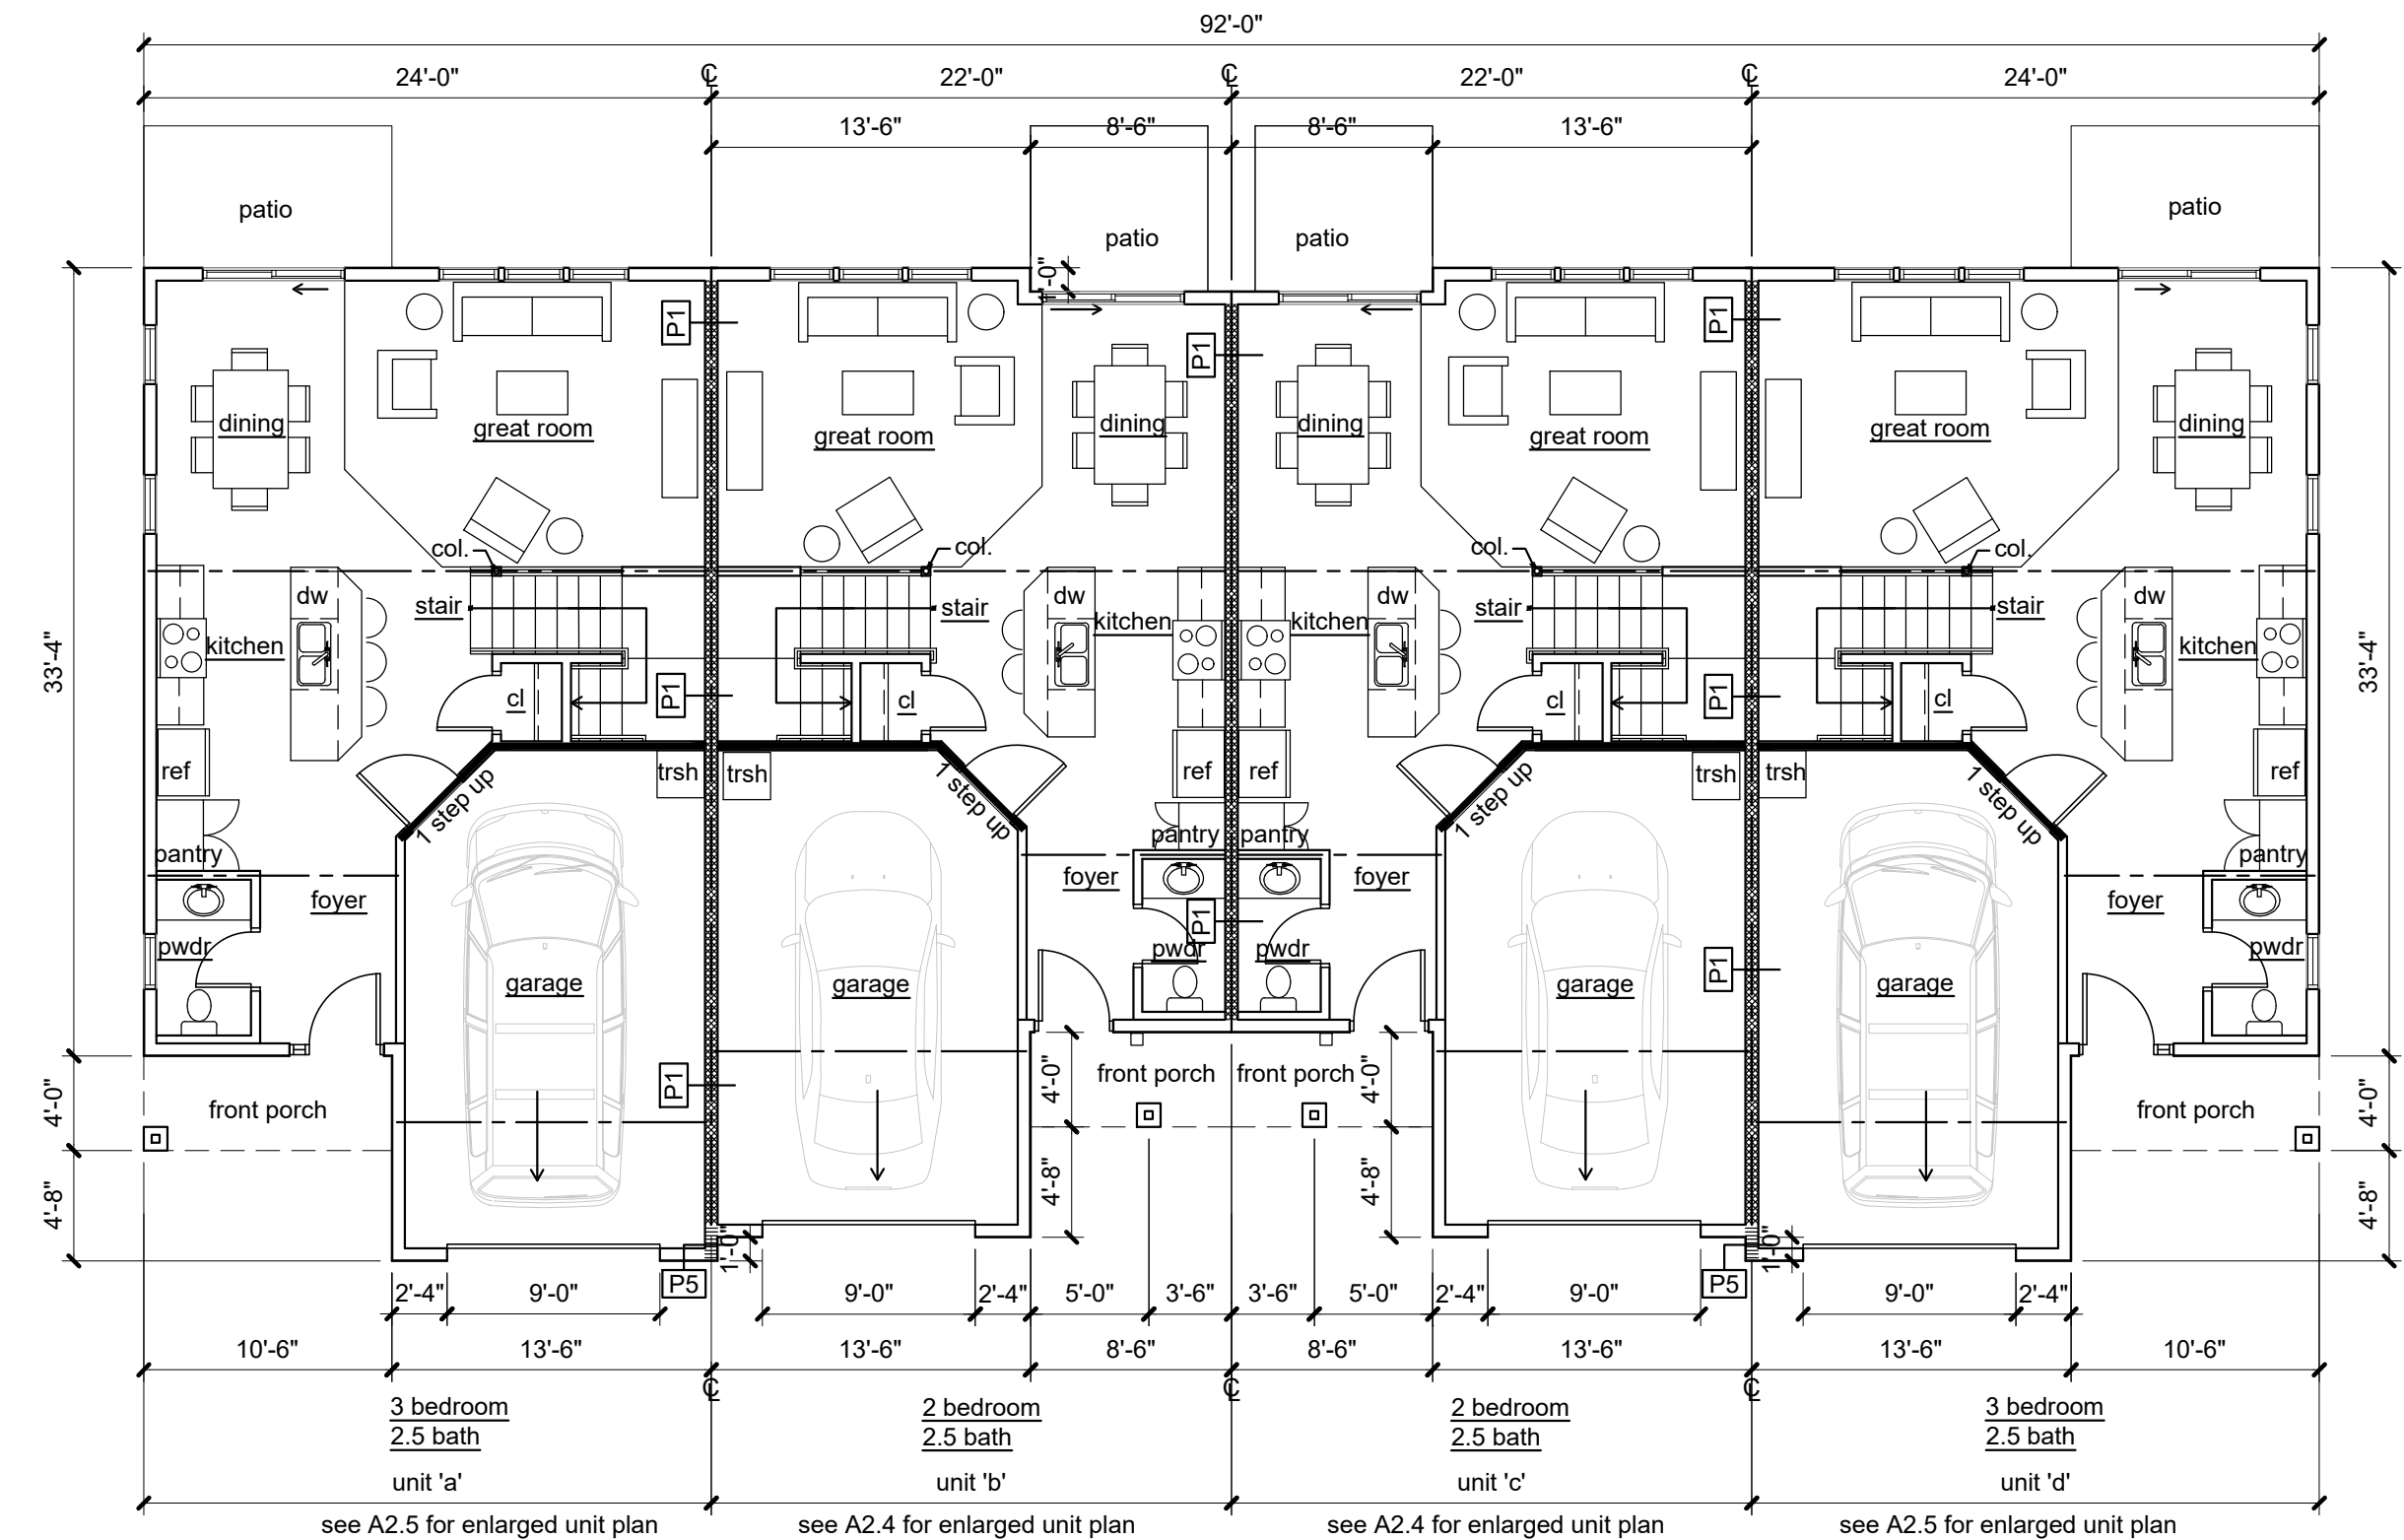 92'-0"
24'-0" ℄ 22'-0" ℄ 22'-0" ℄ 24'-0"
13'-6" 8'-6" 8'-6" 13'-6"
patio patio
patio patio
1'-0"
P1 P1
P1
dining great room great room dining dining great room great room dining
col. col. col. col.
dw stair stair dw dw stair stair dw
kitchen kitchen kitchen kitchen
33'-4" 33'-4"
cl P1 cl cl P1 cl
ref trsh trsh ref ref trsh trsh ref
1 step up 1 step up 1 step up 1 step up
pantry pantry pantry pantry
foyer foyer foyer foyer
P1
pwdr pwdr pwdr pwdr
P1
garage garage garage garage
P1
front porch front porch front porch front porch
4'-0" 4'-0" 4'-0" 4'-0"
4'-8" 4'-8" 4'-8" 4'-8"
1'-0" 1'-0"
P5 P5
2'-4" 9'-0" 9'-0" 2'-4" 5'-0" 3'-6" 3'-6" 5'-0" 2'-4" 9'-0" 9'-0" 2'-4"
10'-6" 13'-6" 13'-6" 8'-6" 8'-6" 13'-6" 13'-6" 10'-6"
℄ ℄ ℄
3 bedroom 2 bedroom 2 bedroom 3 bedroom
2.5 bath 2.5 bath 2.5 bath 2.5 bath
unit 'a' unit 'b' unit 'c' unit 'd'
see A2.5 for enlarged unit plan see A2.4 for enlarged unit plan see A2.4 for enlarged unit plan see A2.5 for enlarged unit plan